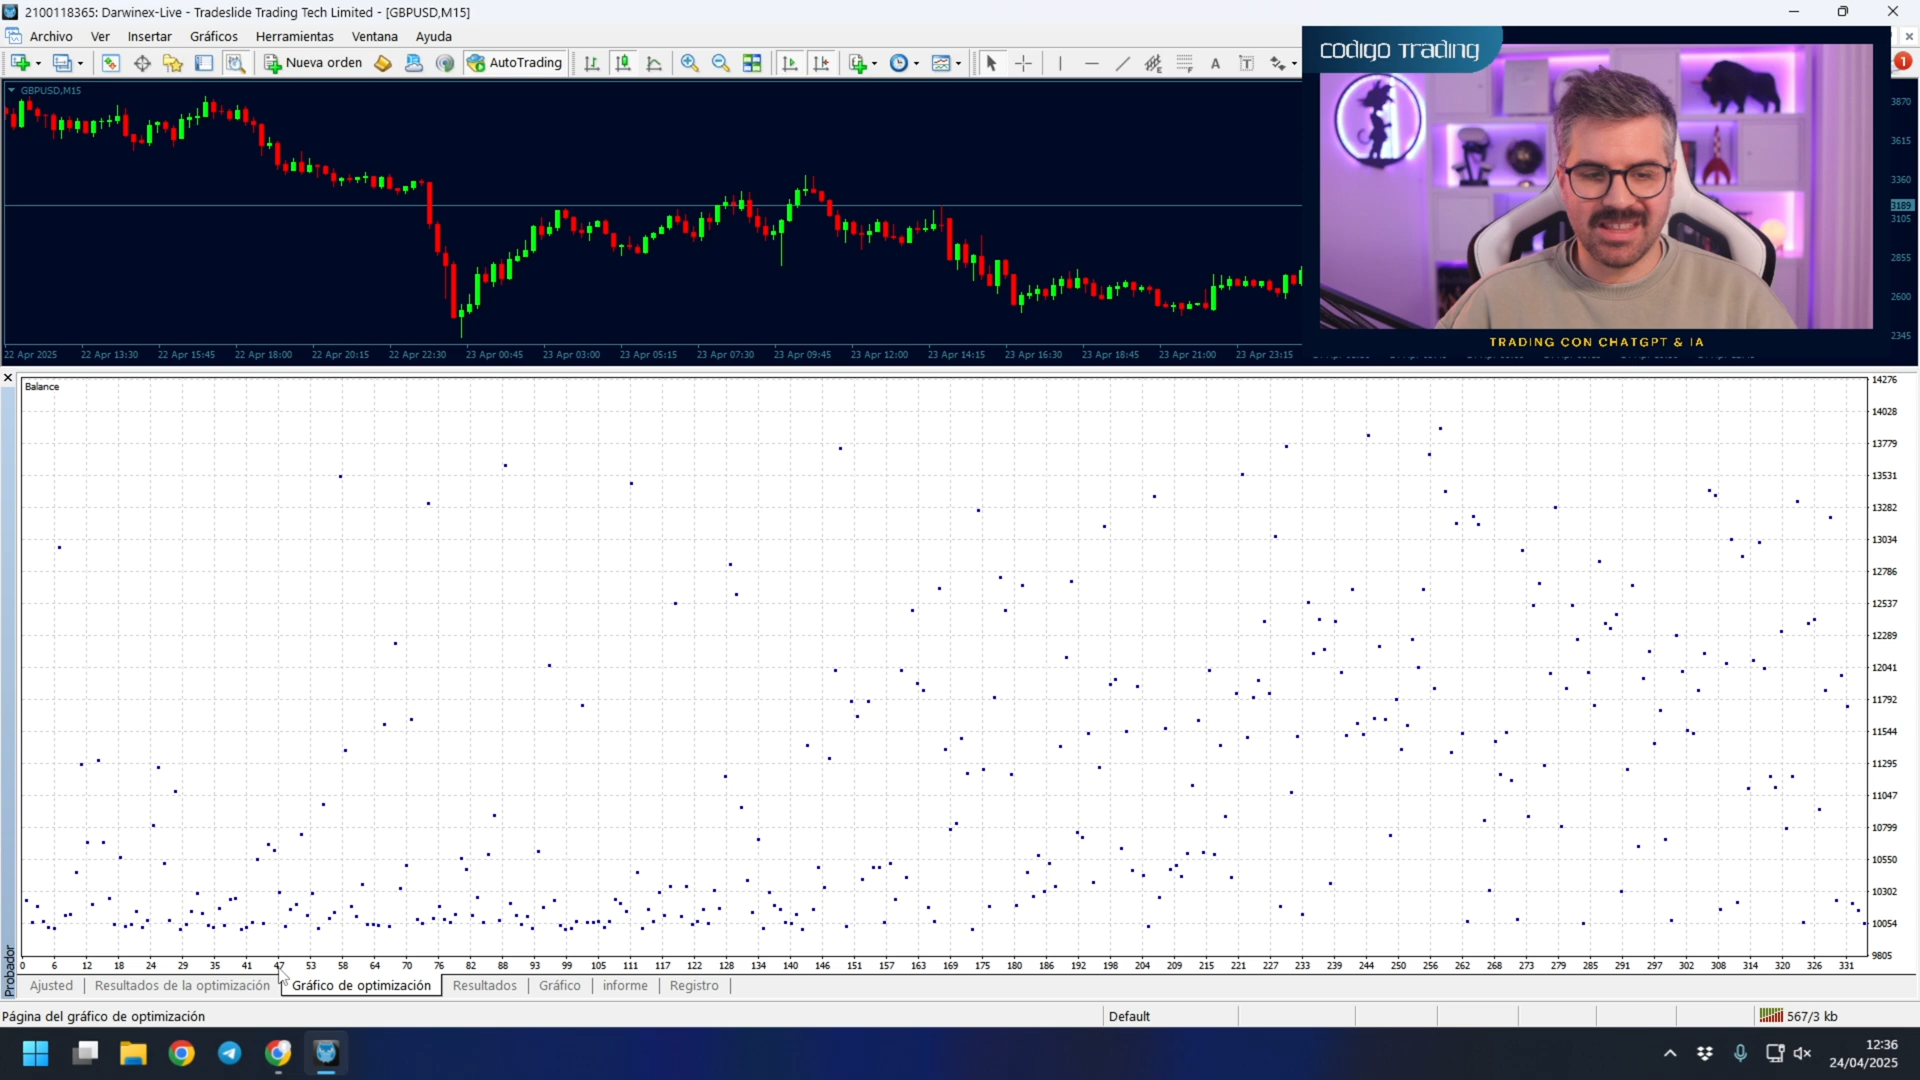 2100118365: Darwinex-Live - Tradeslide Trading Tech Limited - [GBPUSD,M15]
Archivo Ver Insertar Gráficos Herramientas Ventana Ayuda
Nueva orden AutoTrading A T 1
codigo Trading
GBPUSD,M15
3870
3615
3360
3189
3105
2855
2600
2345
TRADING CON CHATGPT & IA
22 Apr 2025 22 Apr 13:30 22 Apr 15:45 22 Apr 18:00 22 Apr 20:15 22 Apr 22:30 23 Apr 00:45 23 Apr 03:00 23 Apr 05:15 23 Apr 07:30 23 Apr 09:45 23 Apr 12:00 23 Apr 14:15 23 Apr 16:30 23 Apr 18:45 23 Apr 21:00 23 Apr 23:15
Balance
14276
14028
13779
13531
13282
13034
12786
12537
12289
12041
11792
11544
11295
11047
10799
10550
10302
10054
9805
0 6 12 18 24 29 35 41 47 53 58 64 70 76 82 88 93 99 105 111 117 122 128 134 140 146 151 157 163 169 175 180 186 192 198 204 209 215 221 227 233 239 244 250 256 262 268 273 279 285 291 297 302 308 314 320 326 331
Probador
Ajusted Resultados de la optimización Gráfico de optimización Resultados Gráfico informe Registro
Página del gráfico de optimización Default 567/3 kb
12:36
24/04/2025